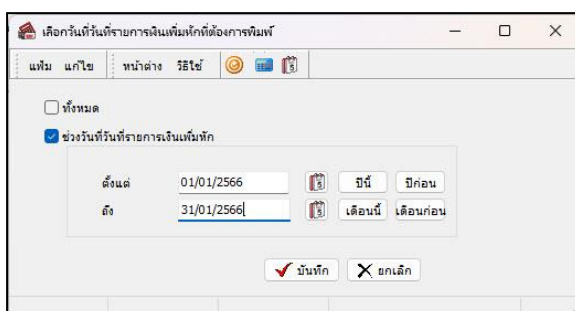 เลือกวันที่วันที่รายการเงินเพิ่มหักที่ต้องการพิมพ์
แฟ้ม แก้ไข หน้าต่าง วิธีใช้
ทั้งหมด
ช่วงวันที่วันที่รายการเงินเพิ่มหัก
ตั้งแต่ 01/01/2566 ปีนี้ ปีก่อน
ถึง 31/01/2566 เดือนนี้ เดือนก่อน
บันทึก ยกเลิก